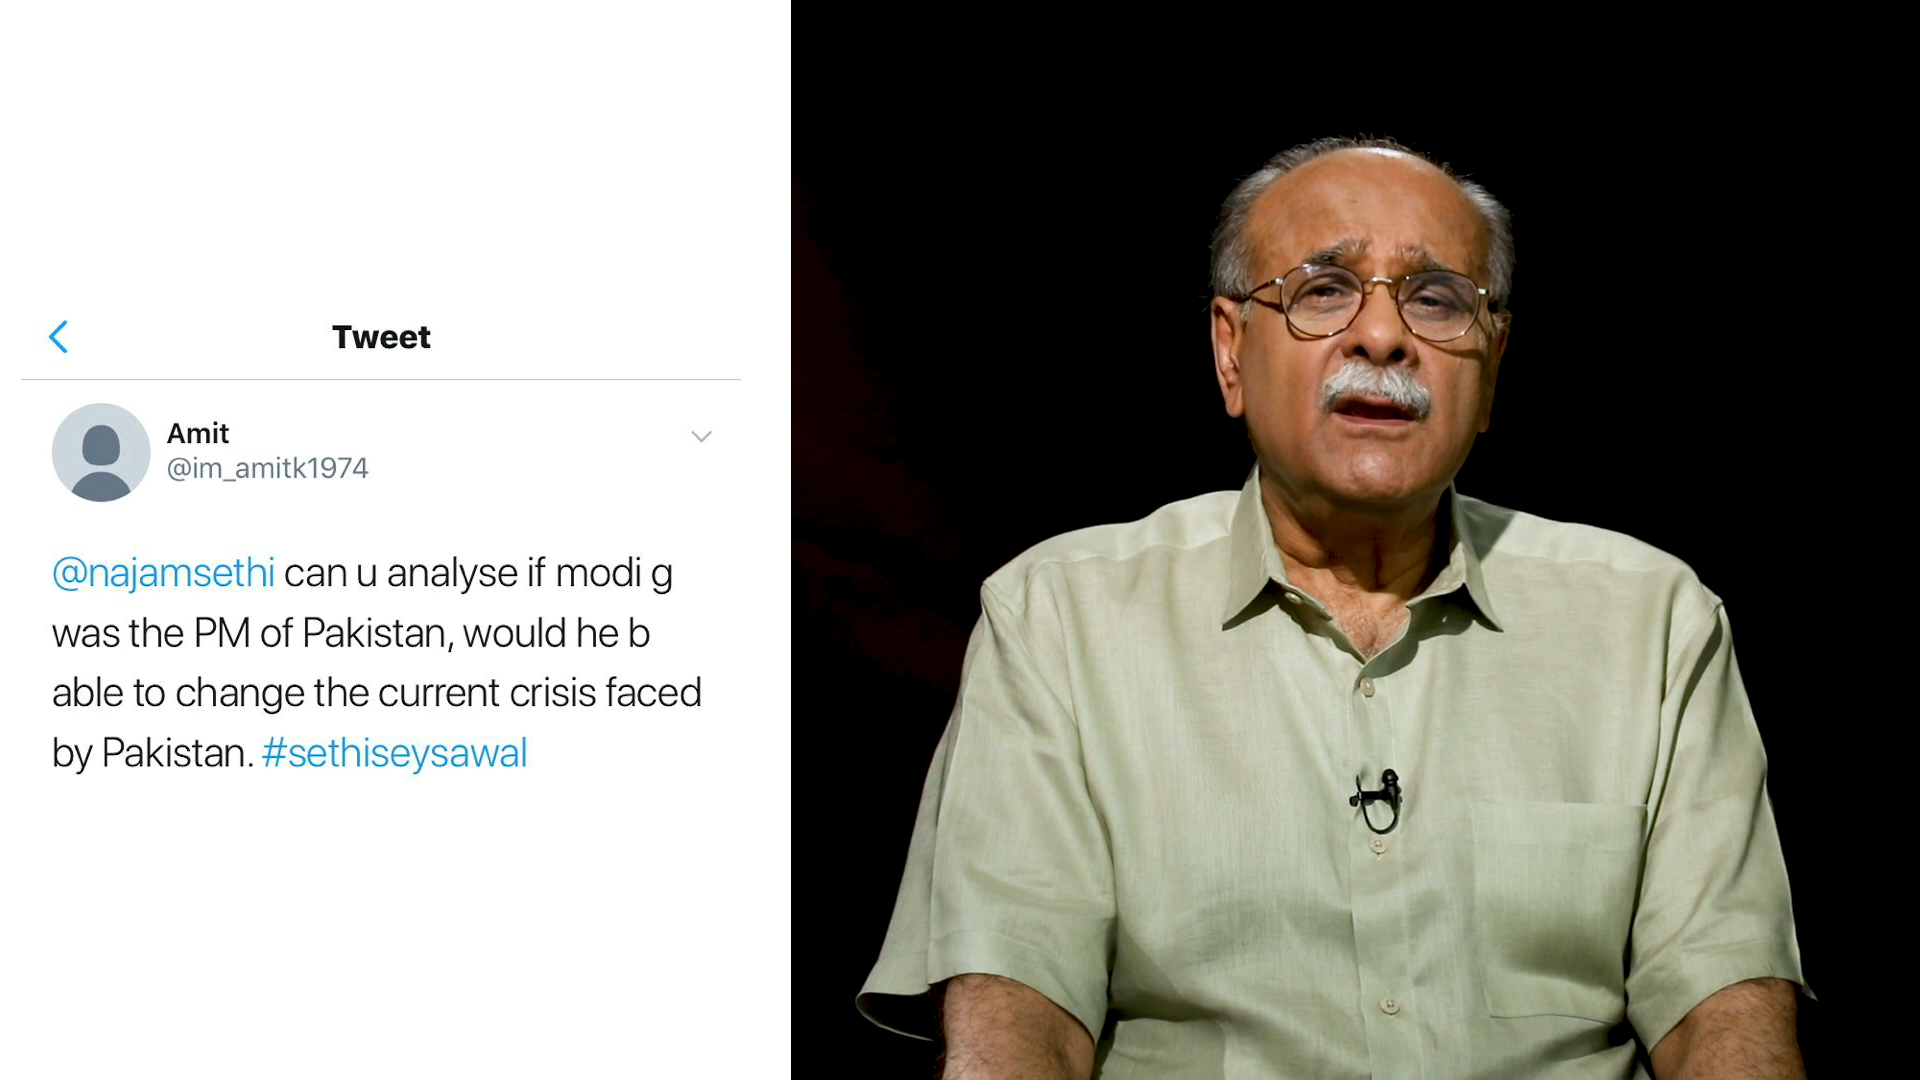 Tweet
Amit
@im_amitk1974
@najamsethi can u analyse if modi g
was the PM of Pakistan, would he b
able to change the current crisis faced
by Pakistan. #sethiseysawal